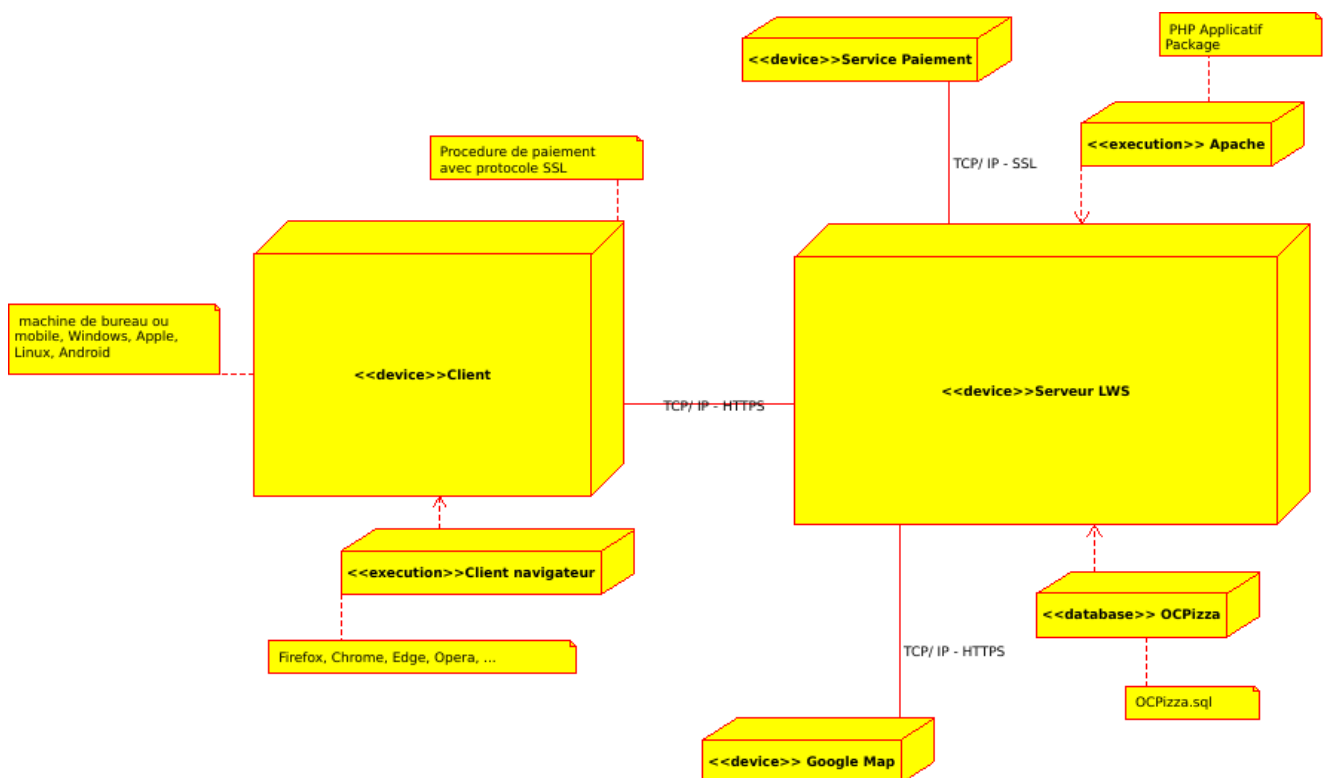 PHP Applicatif
Package
<<device>>Service Paiement
<<execution>> Apache
Procedure de paiement
avec protocole SSL
TCP/ IP - SSL
machine de bureau ou
mobile, Windows, Apple,
Linux, Android
<<device>>Client
<<device>>Serveur LWS
TCP/ IP - HTTPS
<<execution>>Client navigateur
<<database>> OCPizza
Firefox, Chrome, Edge, Opera, ...
TCP/ IP - HTTPS
OCPizza.sql
<<device>> Google Map